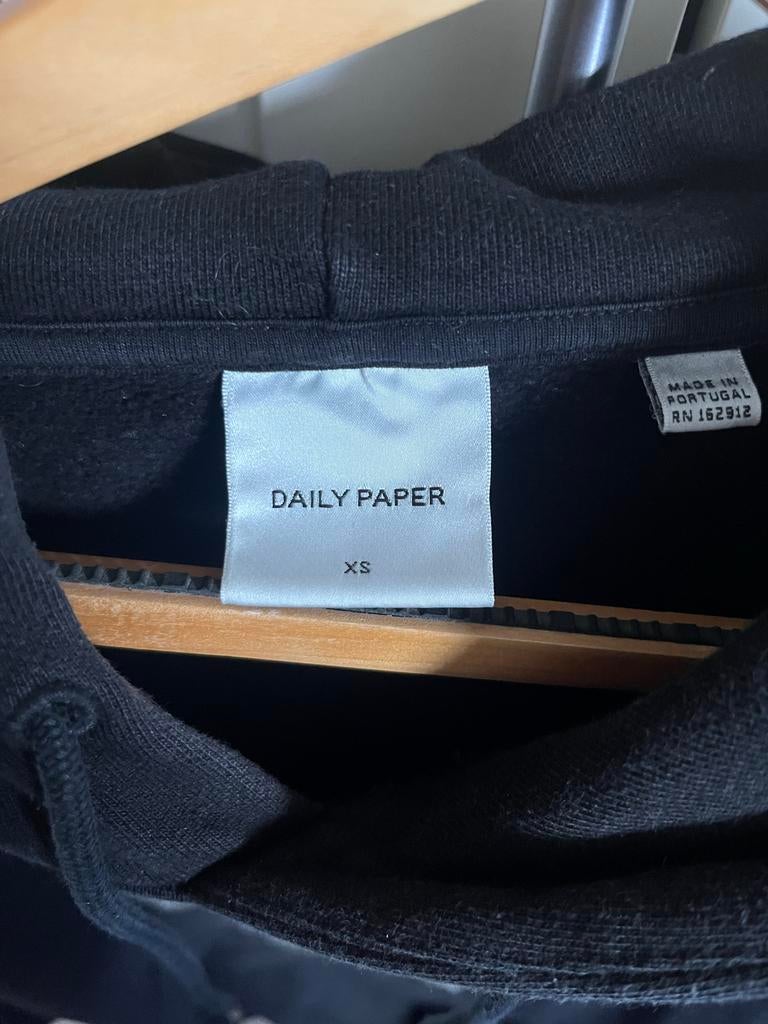 DAILY PAPER
XS
MADE IN
PORTUGAL
RN 162912